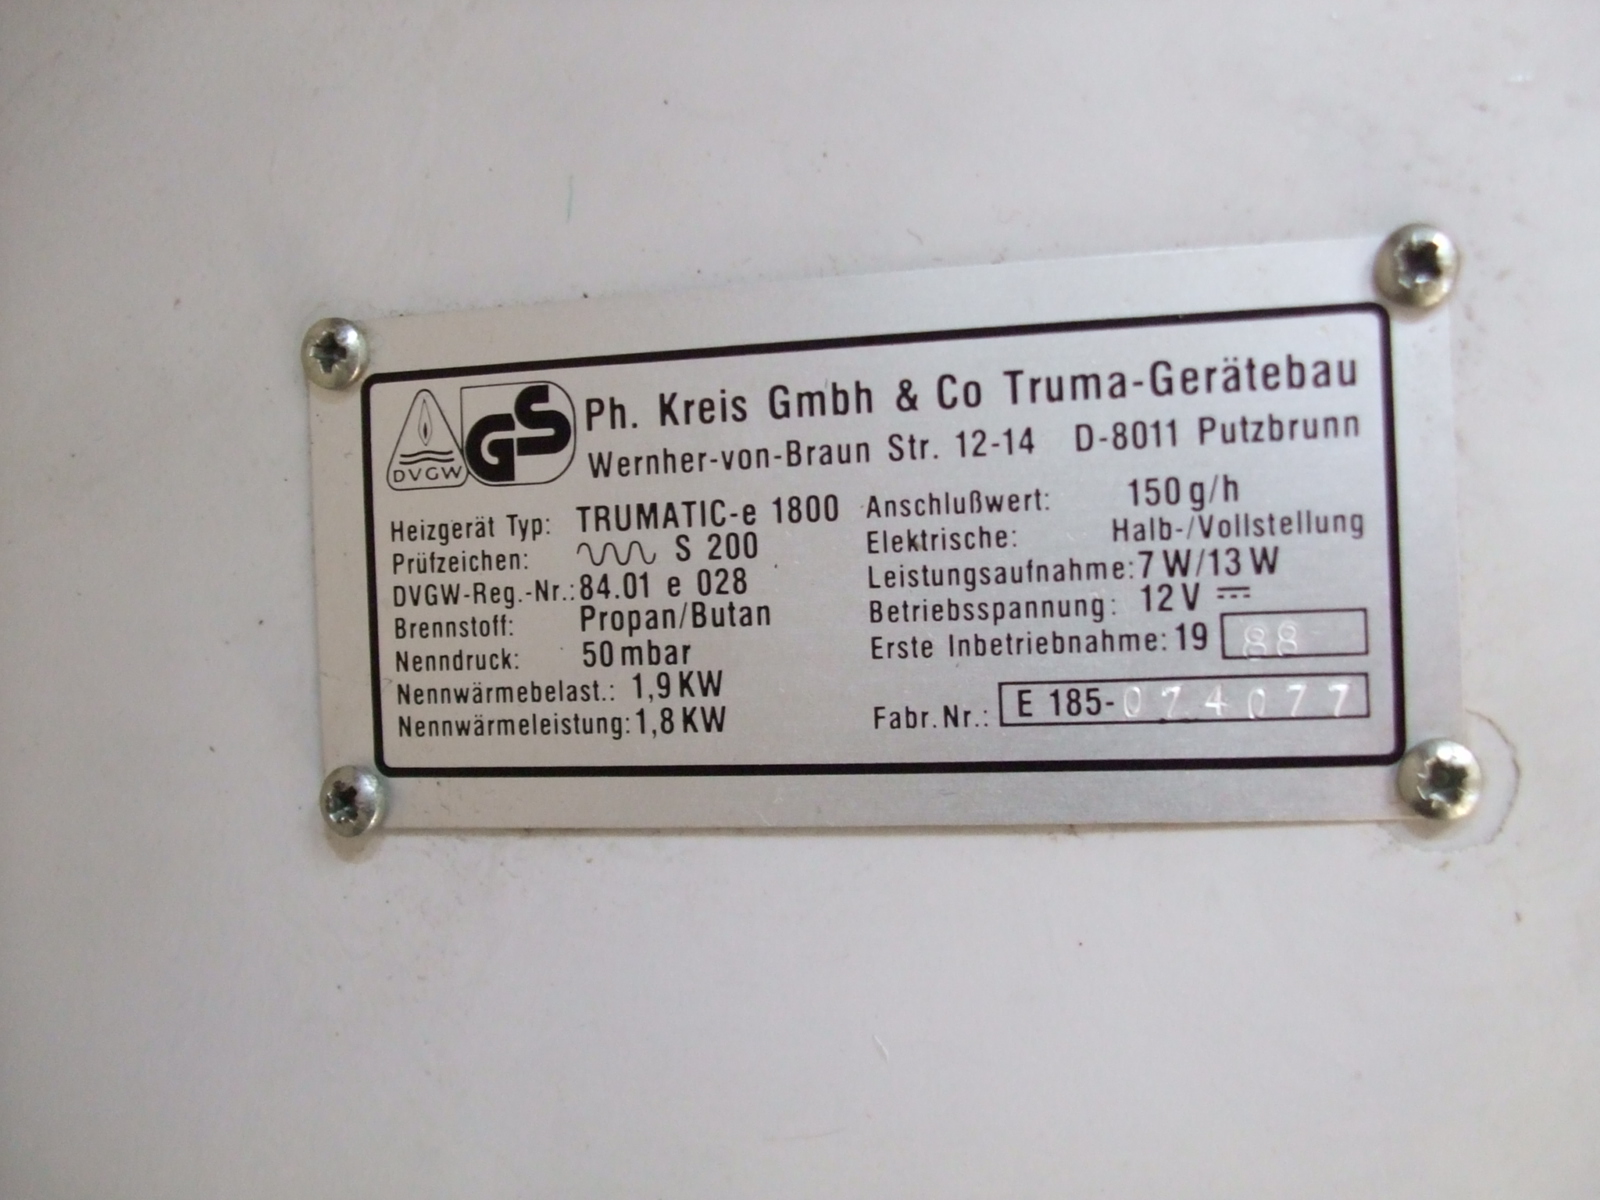 DVGW
GS
Ph. Kreis Gmbh & Co Truma-Gerätebau
Wernher-von-Braun Str. 12-14 D-8011 Putzbrunn
Heizgerät Typ: TRUMATIC-e 1800
Prüfzeichen: S 200
DVGW-Reg.-Nr.: 84.01 e 028
Brennstoff: Propan/Butan
Nenndruck: 50 mbar
Nennwärmebelast.: 1,9 KW
Nennwärmeleistung: 1,8 KW
Anschlußwert: 150 g/h
Elektrische: Halb-/Vollstellung
Leistungsaufnahme: 7 W/13 W
Betriebsspannung: 12 V ⎓
Erste Inbetriebnahme: 19 88
Fabr. Nr.: E 185-074077